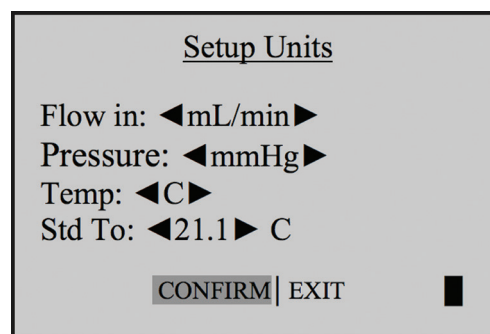 Setup Units
Flow in: ◀mL/min▶
Pressure: ◀mmHg▶
Temp: ◀C▶
Std To: ◀21.1▶ C
CONFIRM| EXIT